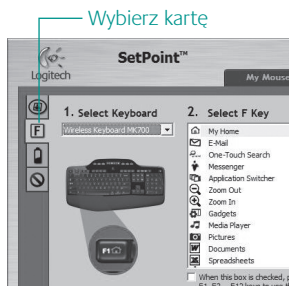 Wybierz kartę
SetPoint™
Logitech
My Mouse
1. Select Keyboard
Wireless Keyboard MK700
F
F1
2. Select F Key
My Home
E-Mail
One-Touch Search
Messenger
Application Switcher
Zoom Out
Zoom In
Gadgets
Media Player
Pictures
Documents
Spreadsheets
When this box is checked, p